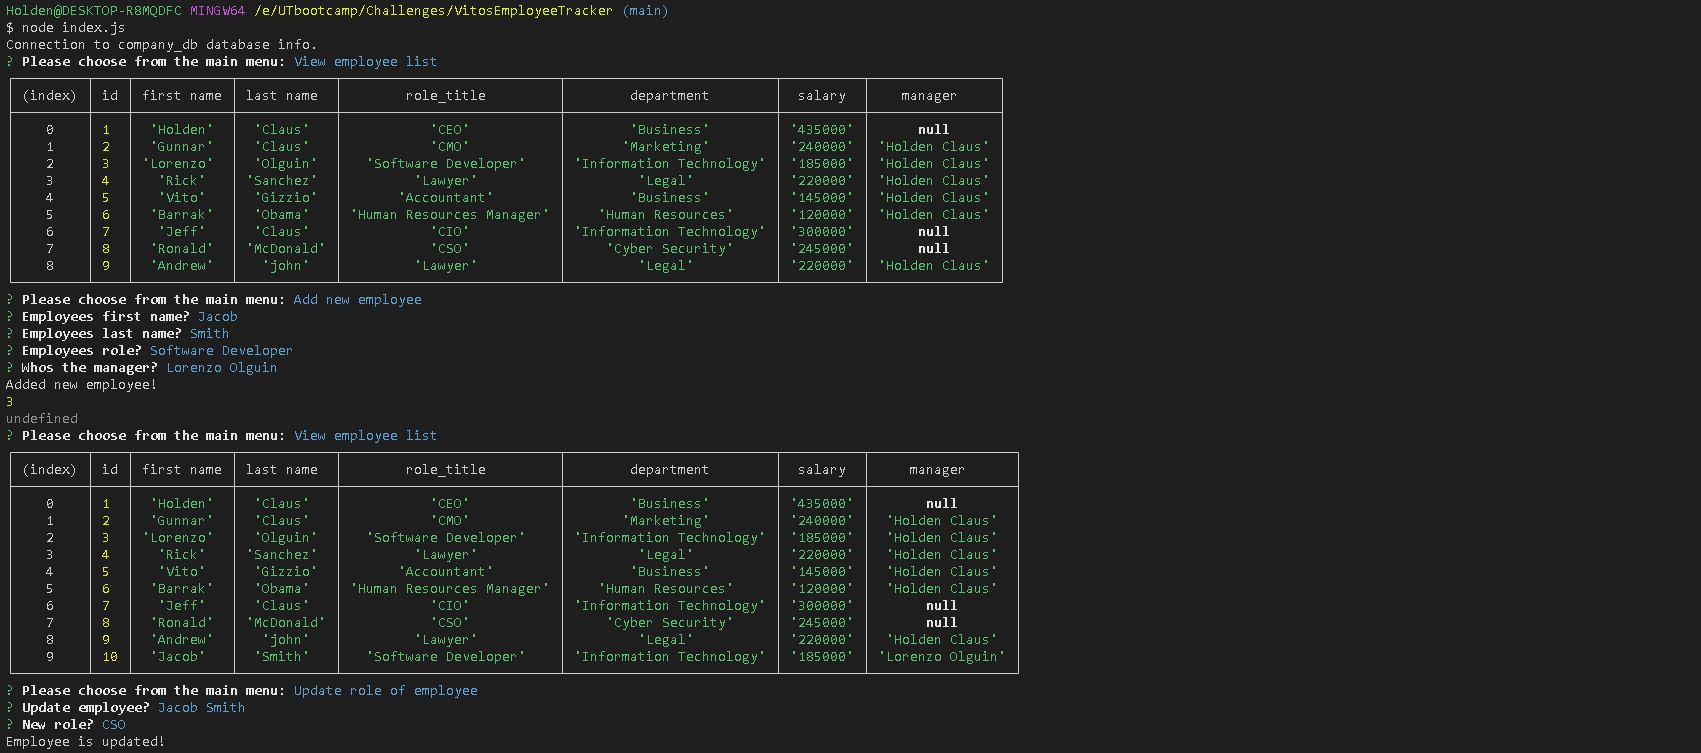 Holden@DESKTOP-R8MQDFC MINGW64 /e/UTbootcamp/Challenges/VitosEmployeeTracker (main)
$ node index.js
Connection to company_db database info.
? Please choose from the main menu: View employee list
(index) id first name last name role_title department salary manager
0 1 'Holden' 'Claus' 'CEO' 'Business' '435000' null
1 2 'Gunnar' 'Claus' 'CMO' 'Marketing' '240000' 'Holden Claus'
2 3 'Lorenzo' 'Olguin' 'Software Developer' 'Information Technology' '185000' 'Holden Claus'
3 4 'Rick' 'Sanchez' 'Lawyer' 'Legal' '220000' 'Holden Claus'
4 5 'Vito' 'Gizzio' 'Accountant' 'Business' '145000' 'Holden Claus'
5 6 'Barrak' 'Obama' 'Human Resources Manager' 'Human Resources' '120000' 'Holden Claus'
6 7 'Jeff' 'Claus' 'CIO' 'Information Technology' '300000' null
7 8 'Ronald' 'McDonald' 'CSO' 'Cyber Security' '245000' null
8 9 'Andrew' 'john' 'Lawyer' 'Legal' '220000' 'Holden Claus'
? Please choose from the main menu: Add new employee
? Employees first name? Jacob
? Employees last name? Smith
? Employees role? Software Developer
? Whos the manager? Lorenzo Olguin
Added new employee!
3
undefined
? Please choose from the main menu: View employee list
(index) id first name last name role_title department salary manager
0 1 'Holden' 'Claus' 'CEO' 'Business' '435000' null
1 2 'Gunnar' 'Claus' 'CMO' 'Marketing' '240000' 'Holden Claus'
2 3 'Lorenzo' 'Olguin' 'Software Developer' 'Information Technology' '185000' 'Holden Claus'
3 4 'Rick' 'Sanchez' 'Lawyer' 'Legal' '220000' 'Holden Claus'
4 5 'Vito' 'Gizzio' 'Accountant' 'Business' '145000' 'Holden Claus'
5 6 'Barrak' 'Obama' 'Human Resources Manager' 'Human Resources' '120000' 'Holden Claus'
6 7 'Jeff' 'Claus' 'CIO' 'Information Technology' '300000' null
7 8 'Ronald' 'McDonald' 'CSO' 'Cyber Security' '245000' null
8 9 'Andrew' 'john' 'Lawyer' 'Legal' '220000' 'Holden Claus'
9 10 'Jacob' 'Smith' 'Software Developer' 'Information Technology' '185000' 'Lorenzo Olguin'
? Please choose from the main menu: Update role of employee
? Update employee? Jacob Smith
? New role? CSO
Employee is updated!